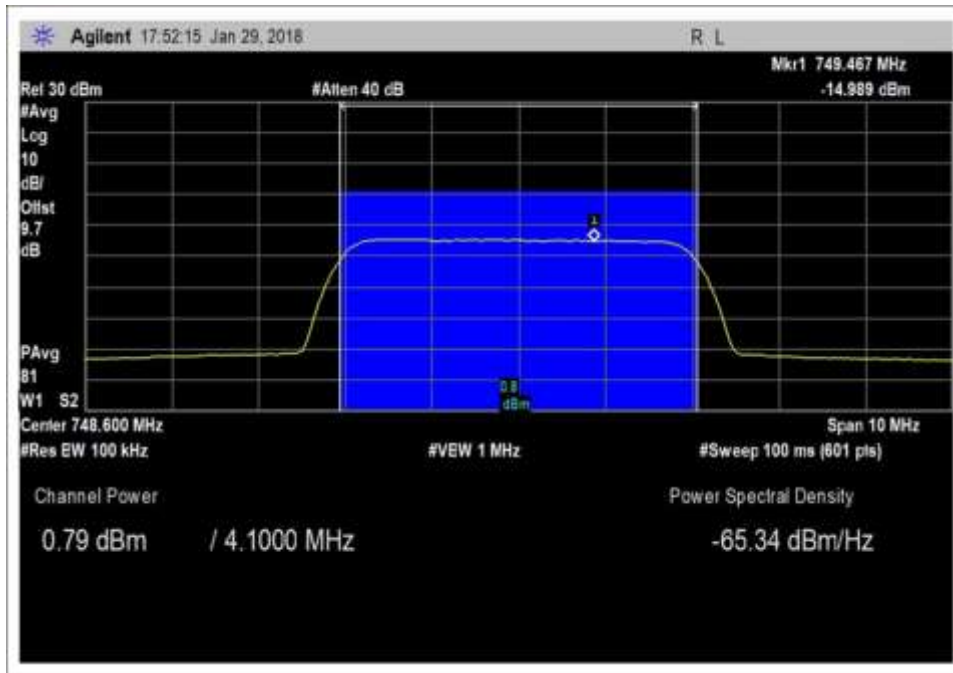 Agilent 17:52:15 Jan 29, 2018 R L
Mkr1 749.467 MHz
Ref 30 dBm #Atten 40 dB -14.989 dBm
#Avg
Log
10
dB/
Offst
9.7
dB
1
PAvg
81
W1 S2
0.8
dBm
Center 748.600 MHz Span 10 MHz
#Res BW 100 kHz #VBW 1 MHz #Sweep 100 ms (601 pts)
Channel Power Power Spectral Density
0.79 dBm / 4.1000 MHz -65.34 dBm/Hz